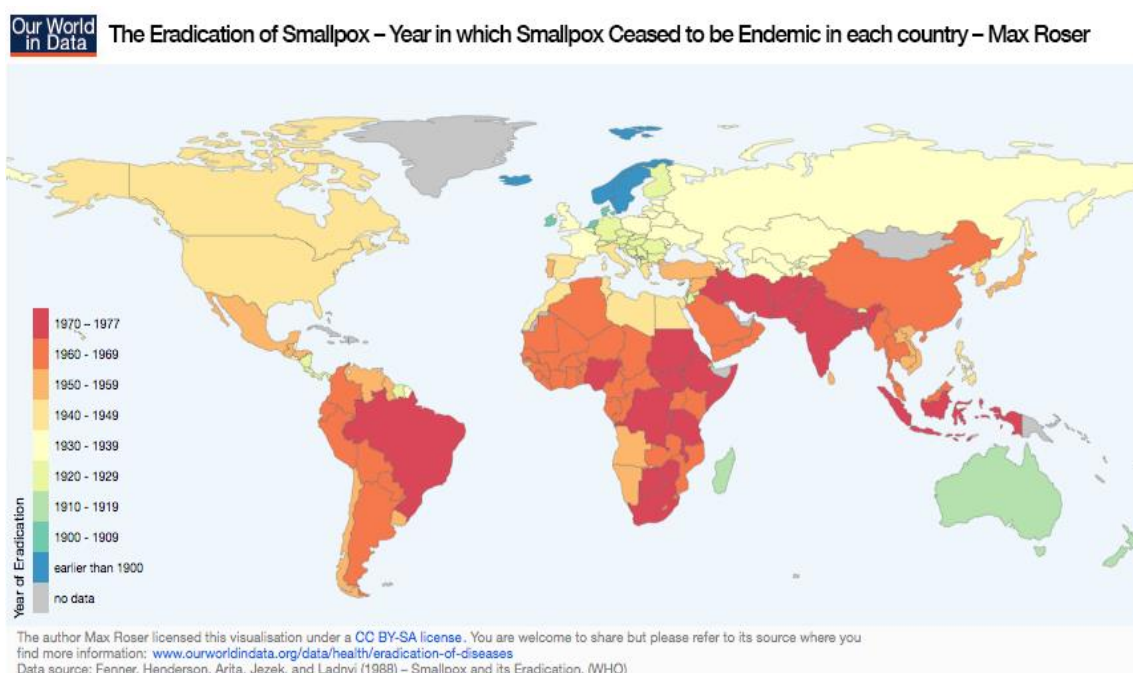 Our World
in Data
The Eradication of Smallpox – Year in which Smallpox Ceased to be Endemic in each country – Max Roser
1970 – 1977
1960 - 1969
1950 - 1959
1940 - 1949
1930 - 1939
1920 - 1929
1910 - 1919
1900 - 1909
earlier than 1900
no data
Year of Eradication
The author Max Roser licensed this visualisation under a CC BY-SA license. You are welcome to share but please refer to its source where you
find more information: www.ourworldindata.org/data/health/eradication-of-diseases
Data source: Fenner, Henderson, Arita, Jezek, and Ladnyi (1988) – Smallpox and its Eradication. (WHO)